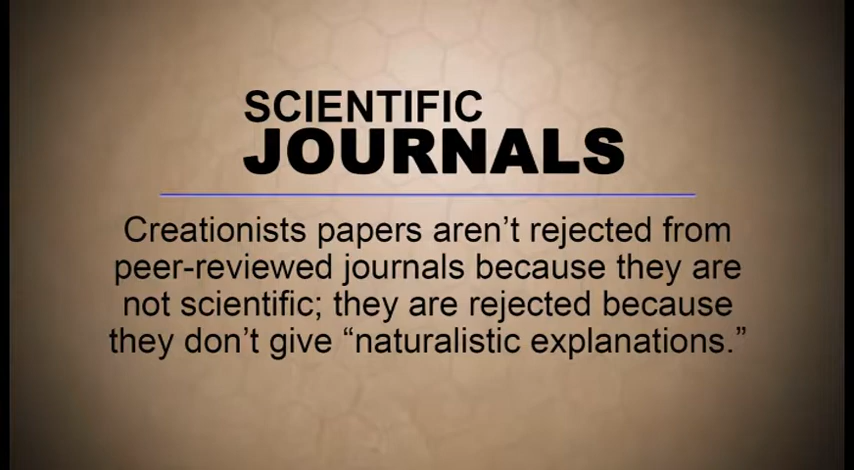 SCIENTIFIC
JOURNALS
Creationists papers aren’t rejected from
peer-reviewed journals because they are
not scientific; they are rejected because
they don’t give “naturalistic explanations.”